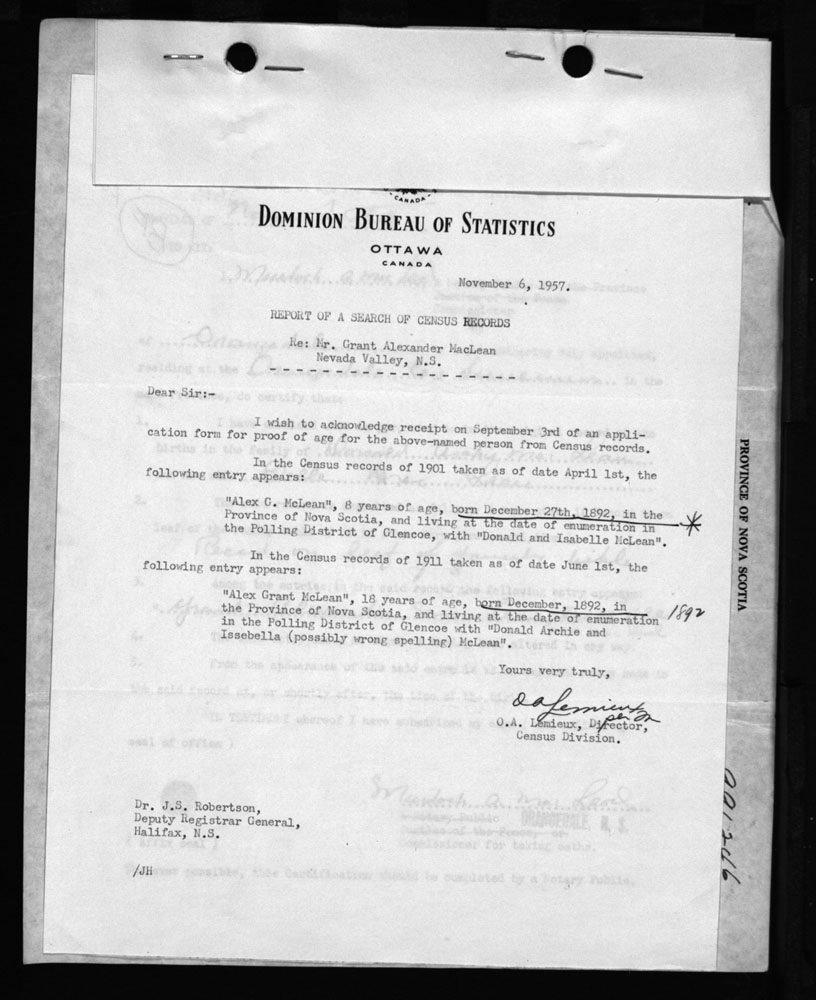 CANADA
DOMINION BUREAU OF STATISTICS
OTTAWA
CANADA
November 6, 1957.
REPORT OF A SEARCH OF CENSUS RECORDS
Re: Mr. Grant Alexander MacLean
Nevada Valley, N.S.
Dear Sir:-
I wish to acknowledge receipt on September 3rd of an appli-
cation form for proof of age for the above-named person from Census records.
In the Census records of 1901 taken as of date April 1st, the
following entry appears:
"Alex G. McLean", 8 years of age, born December 27th, 1892, in the
Province of Nova Scotia, and living at the date of enumeration in
the Polling District of Glencoe, with "Donald and Isabelle McLean".
In the Census records of 1911 taken as of date June 1st, the
following entry appears:
"Alex Grant McLean", 18 years of age, born December, 1892, in
the Province of Nova Scotia, and living at the date of enumeration
in the Polling District of Glencoe with "Donald Archie and
Issebella (possibly wrong spelling) McLean".
1892
Yours very truly,
O A Lemieux
per
O.A. Lemieux, Director,
Census Division.
Dr. J.S. Robertson,
Deputy Registrar General,
Halifax, N.S.
/JH
PROVINCE OF NOVA SCOTIA